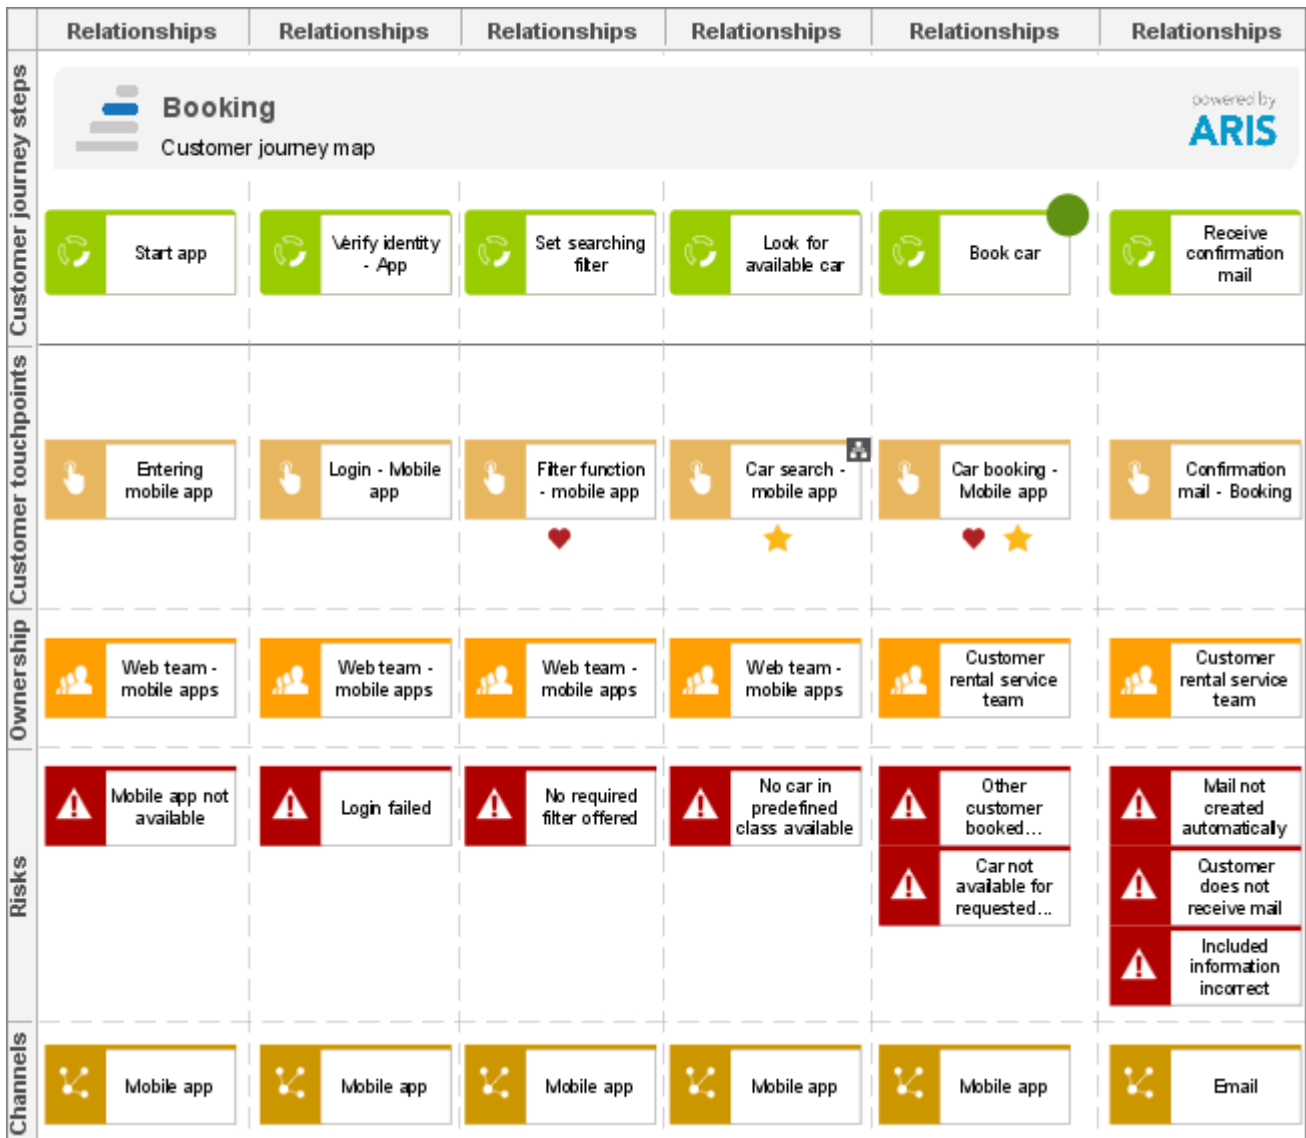 Relationships Relationships Relationships Relationships Relationships Relationships
Customer journey steps
Booking
Customer journey map
powered by
ARIS
Start app
Verify identity
- App
Set searching
filter
Look for
available car
Book car
Receive
confirmation
mail
Customer touchpoints
Entering
mobile app
Login - Mobile
app
Filter function
- mobile app
Car search -
mobile app
Car booking -
Mobile app
Confirmation
mail - Booking
Ownership
Web team -
mobile apps
Web team -
mobile apps
Web team -
mobile apps
Web team -
mobile apps
Customer
rental service
team
Customer
rental service
team
Risks
Mobile app not
available
Login failed
No required
filter offered
No car in
predefined
class available
Other
customer
booked...
Car not
available for
requested...
Mail not
created
automatically
Customer
does not
receive mail
Included
information
incorrect
Channels
Mobile app
Mobile app
Mobile app
Mobile app
Mobile app
Email